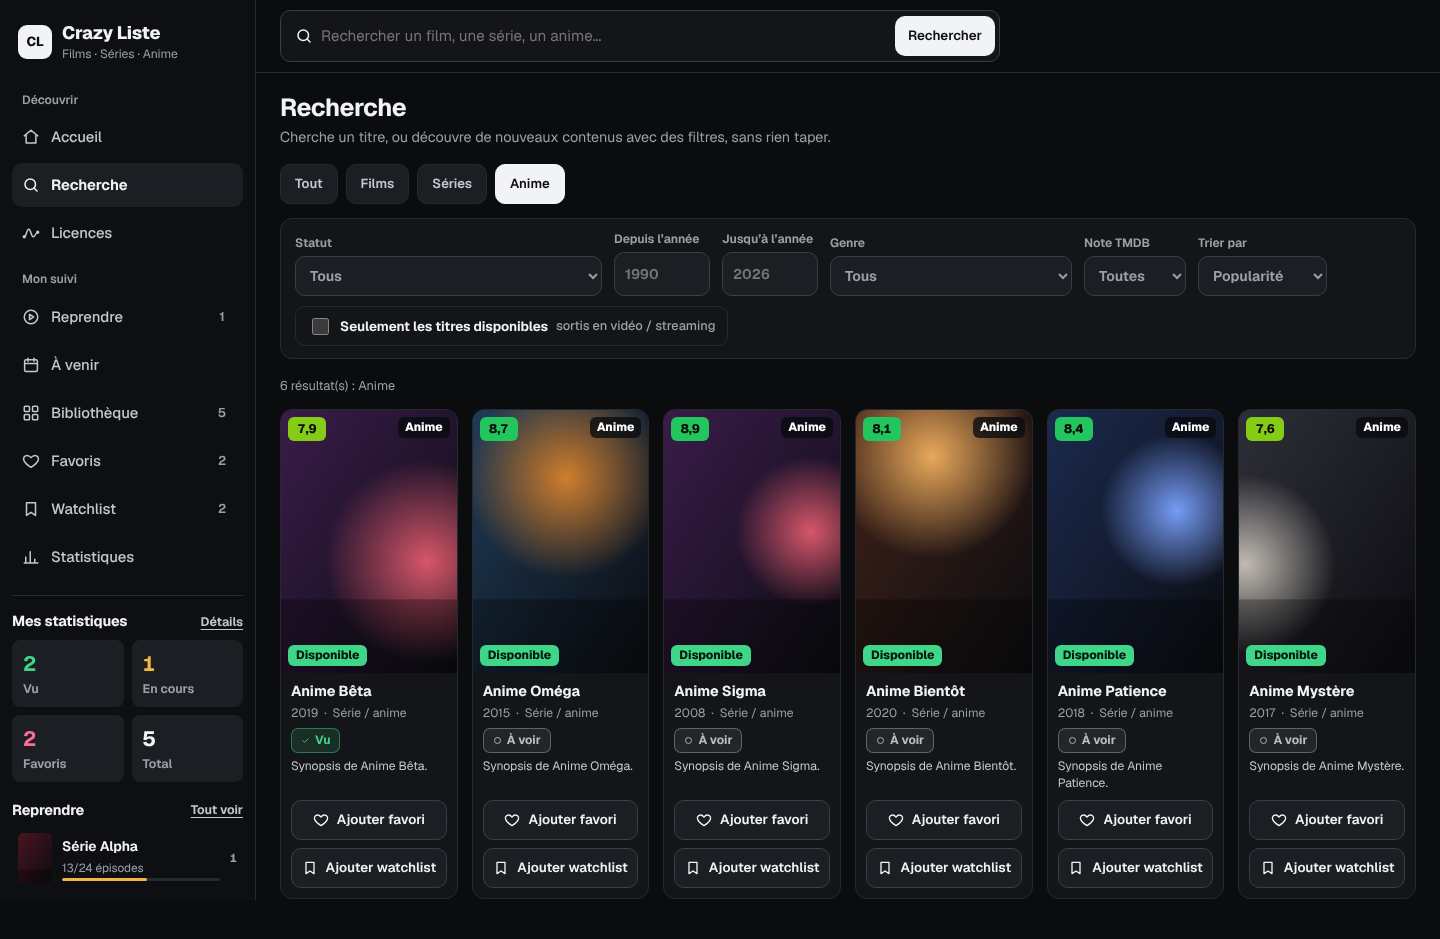 CL
Crazy Liste
Films · Séries · Anime
Découvrir
Accueil
Recherche
Licences
Mon suivi
Reprendre 1
À venir
Bibliothèque 5
Favoris 2
Watchlist 2
Statistiques
Mes statistiques Détails
2 1
Vu En cours
2 5
Favoris Total
Reprendre Tout voir
Série Alpha
13/24 épisodes
1
Rechercher un film, une série, un anime...
Rechercher
Recherche
Cherche un titre, ou découvre de nouveaux contenus avec des filtres, sans rien taper.
Tout Films Séries Anime
Statut Depuis l'année Jusqu'à l'année Genre Note TMDB Trier par
Tous 1990 2026 Tous Toutes Popularité
Seulement les titres disponibles sortis en vidéo / streaming
6 résultat(s) : Anime
7,9 Anime
Disponible
Anime Bêta
2019 · Série / anime
Vu
Synopsis de Anime Bêta.
Ajouter favori
Ajouter watchlist
8,7 Anime
Disponible
Anime Oméga
2015 · Série / anime
À voir
Synopsis de Anime Oméga.
Ajouter favori
Ajouter watchlist
8,9 Anime
Disponible
Anime Sigma
2008 · Série / anime
À voir
Synopsis de Anime Sigma.
Ajouter favori
Ajouter watchlist
8,1 Anime
Disponible
Anime Bientôt
2020 · Série / anime
À voir
Synopsis de Anime Bientôt.
Ajouter favori
Ajouter watchlist
8,4 Anime
Disponible
Anime Patience
2018 · Série / anime
À voir
Synopsis de Anime
Patience.
Ajouter favori
Ajouter watchlist
7,6 Anime
Disponible
Anime Mystère
2017 · Série / anime
À voir
Synopsis de Anime Mystère.
Ajouter favori
Ajouter watchlist